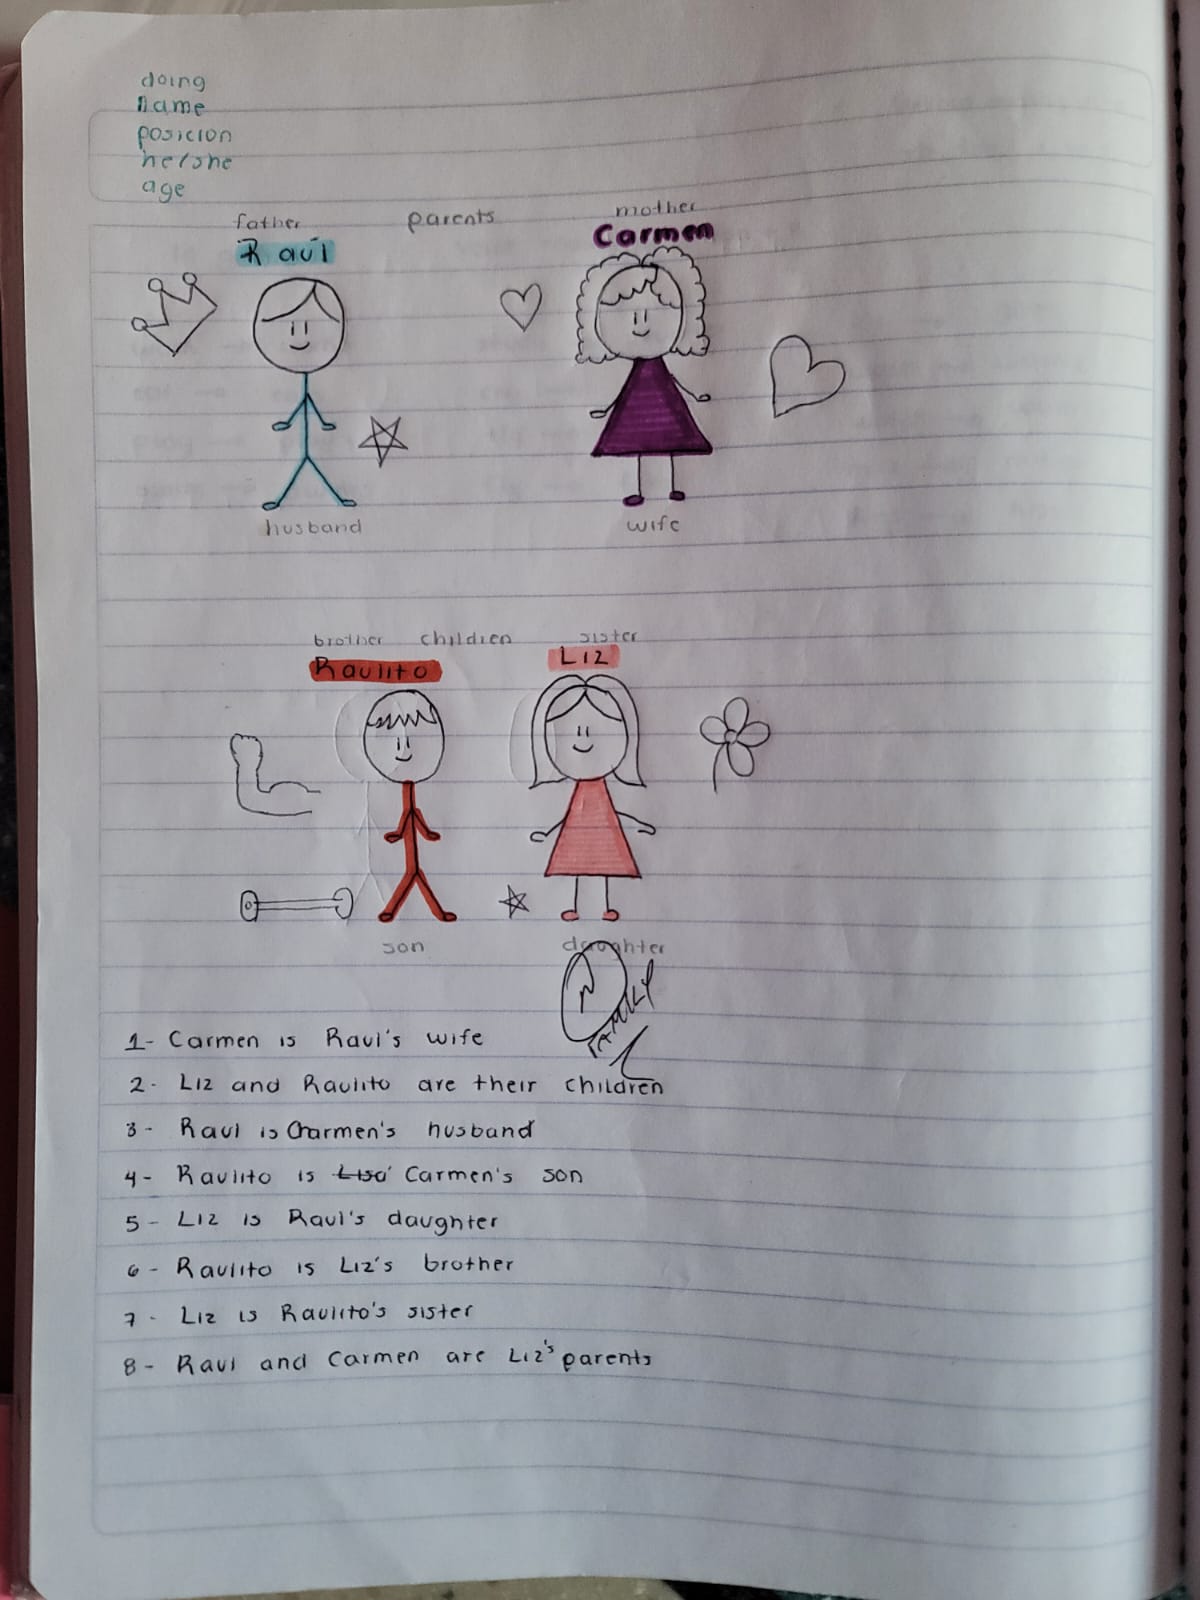 doing
name
posicion
he/she
age
father parents mother
Raúl Carmen
husband wife
brother children sister
Raulito Liz
son daughter
FAMILY
1- Carmen is Raul's wife
2- Liz and Raulito are their children
3- Raul is Charmen's husband
4- Raulito is Lisa' Carmen's son
5- Liz is Raul's daughter
6- Raulito is Liz's brother
7- Liz is Raulito's sister
8- Raul and Carmen are Liz's parents